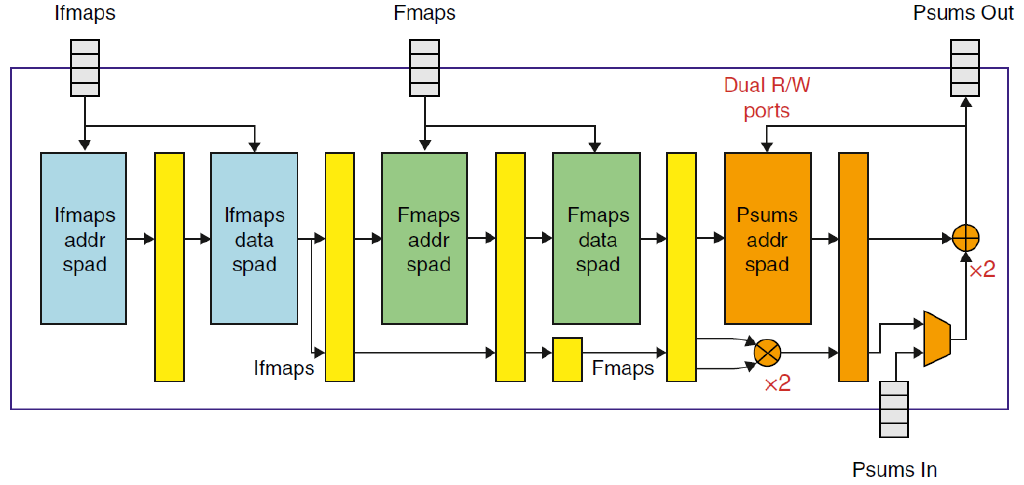 Ifmaps
Fmaps
Psums Out
Dual R/W
ports
Ifmaps
addr
spad
Ifmaps
data
spad
Fmaps
addr
spad
Fmaps
data
spad
Psums
addr
spad
×2
Ifmaps
Fmaps
×2
Psums In